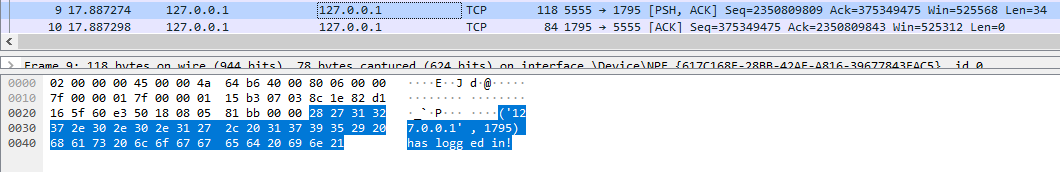 9 17.887274 127.0.0.1 127.0.0.1 TCP 118 5555 → 1795 [PSH, ACK] Seq=2350809809 Ack=375349475 Win=525568 Len=34
10 17.887298 127.0.0.1 127.0.0.1 TCP 84 1795 → 5555 [ACK] Seq=375349475 Ack=2350809843 Win=525312 Len=0
Frame 9: 118 bytes on wire (944 bits), 78 bytes captured (624 bits) on interface \Device\NPF_{617C168E-28BB-42AF-A816-39677843FAC5}, id 0
0000 02 00 00 00 45 00 00 4a 64 b6 40 00 80 06 00 00 ····E··J d·@·····
0010 7f 00 00 01 7f 00 00 01 15 b3 07 03 8c 1e 82 d1 ········ ········
0020 16 5f 60 e3 50 18 08 05 81 bb 00 00 28 27 31 32 ·_`·P··· ····('12
0030 37 2e 30 2e 30 2e 31 27 2c 20 31 37 39 35 29 20 7.0.0.1' , 1795)
0040 68 61 73 20 6c 6f 67 67 65 64 20 69 6e 21 has logg ed in!